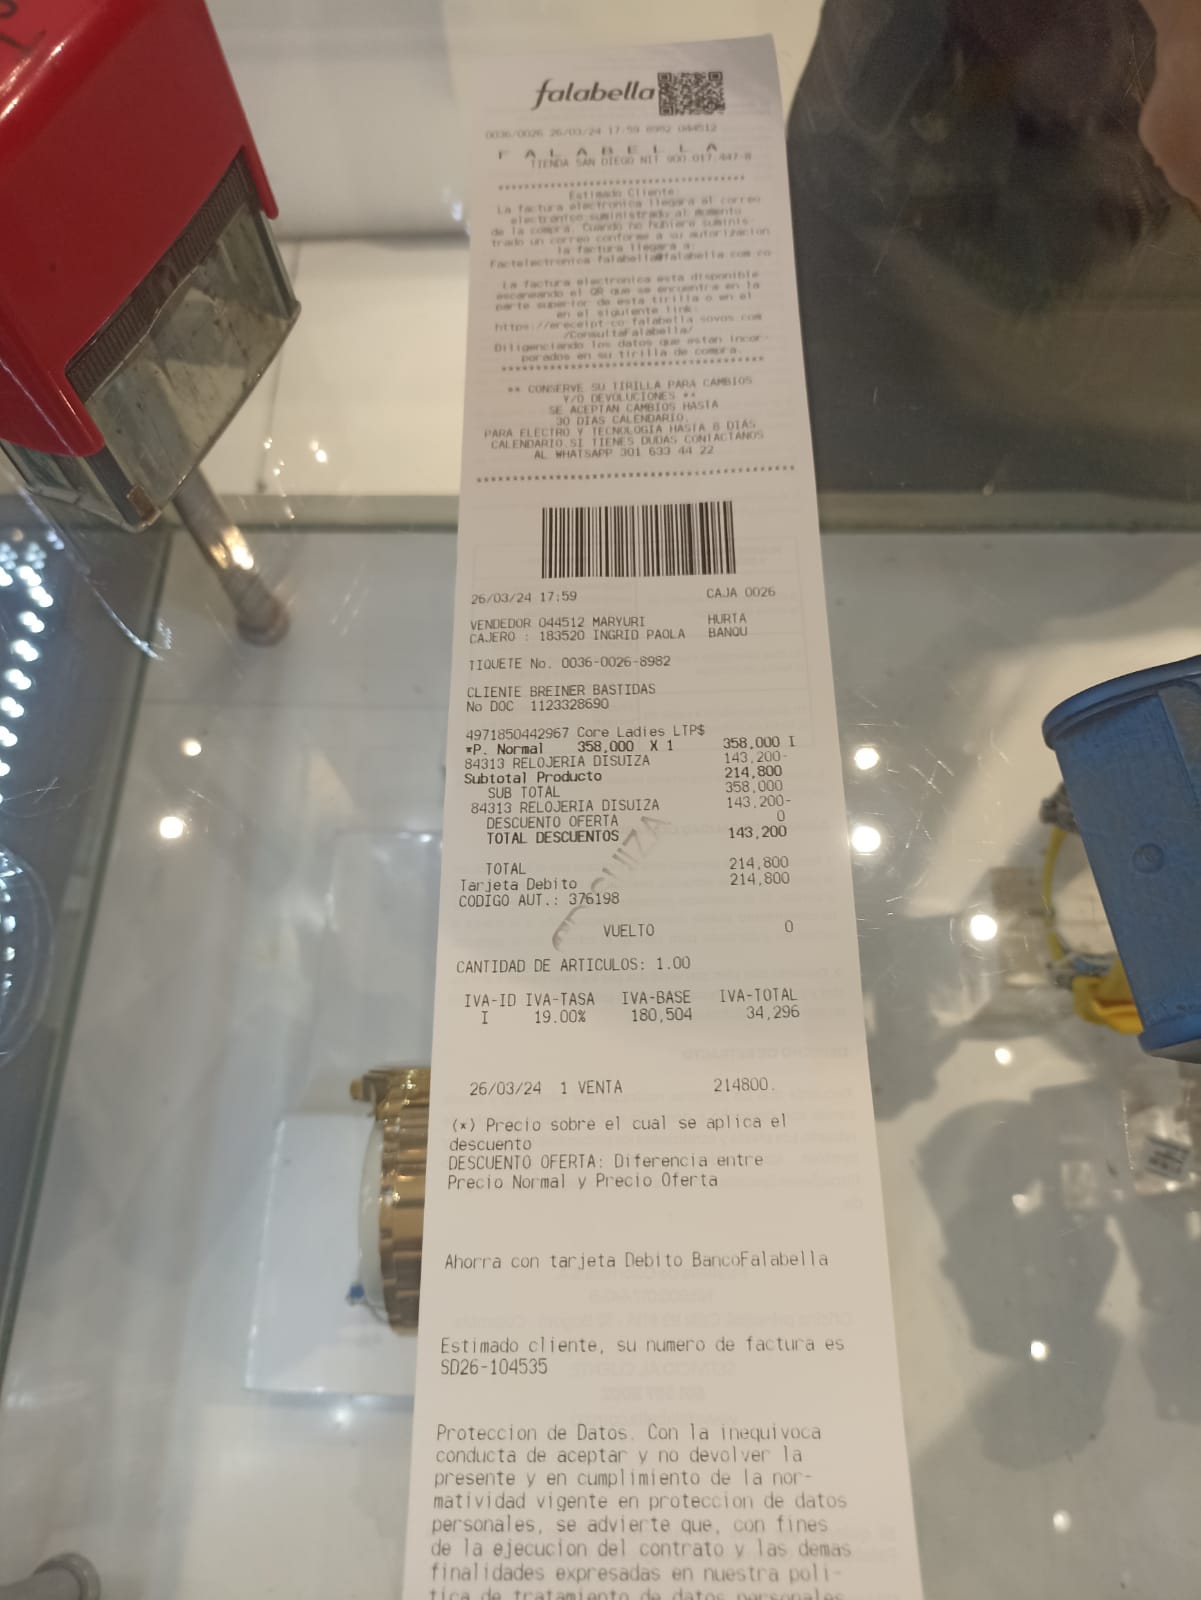 falabella
0036/0026 26/03/24 17:59 8982 044512
F A L A B E L L A
TIENDA SAN DIEGO NIT 900.017.447-8
Estimado Cliente:
La factura electronica llegara al correo
electronico suministrado al momento
de la compra. Cuando no hubiere suminis-
trado un correo conforme a su autorizacion
la factura llegara a:
Factelectronica falabella@falabella.com.co
La factura electronica esta disponible
escaneando el QR que se encuentra en la
parte superior de esta tirilla o en el
en el siguiente link:
https://ereceipt-co-falabella.sovos.com
/ConsultaFalabella/
Diligenciando los datos que estan incor-
porados en su tirilla de compra.
** CONSERVE SU TIRILLA PARA CAMBIOS
Y/O DEVOLUCIONES **
SE ACEPTAN CAMBIOS HASTA
30 DIAS CALENDARIO.
PARA ELECTRO Y TECNOLOGIA HASTA 8 DIAS
CALENDARIO.SI TIENES DUDAS CONTACTANOS
AL WHATSAPP 301 633 44 22
26/03/24 17:59 CAJA 0026
VENDEDOR 044512 MARYURI HURTA
CAJERO : 183520 INGRID PAOLA BANQU
TIQUETE No. 0036-0026-8982
CLIENTE BREINER BASTIDAS
No DOC 1123328690
4971850442967 Core Ladies LTP$
*P. Normal 358,000 X 1 358,000 I
84313 RELOJERIA DISUIZA 143,200-
Subtotal Producto 214,800
SUB TOTAL 358,000
84313 RELOJERIA DISUIZA 143,200-
DESCUENTO OFERTA 0
TOTAL DESCUENTOS 143,200
TOTAL 214,800
Tarjeta Debito 214,800
CODIGO AUT.: 376198
VUELTO 0
CANTIDAD DE ARTICULOS: 1.00
IVA-ID IVA-TASA IVA-BASE IVA-TOTAL
I 19.00% 180,504 34,296
26/03/24 1 VENTA 214800.
(*) Precio sobre el cual se aplica el
descuento
DESCUENTO OFERTA: Diferencia entre
Precio Normal y Precio Oferta
Ahorra con tarjeta Debito BancoFalabella
Estimado cliente, su numero de factura es
SD26-104535
Proteccion de Datos. Con la inequivoca
conducta de aceptar y no devolver la
presente y en cumplimiento de la nor-
matividad vigente en proteccion de datos
personales, se advierte que, con fines
de la ejecucion del contrato y las demas
finalidades expresadas en nuestra poli-
tica de tratamiento de datos personales